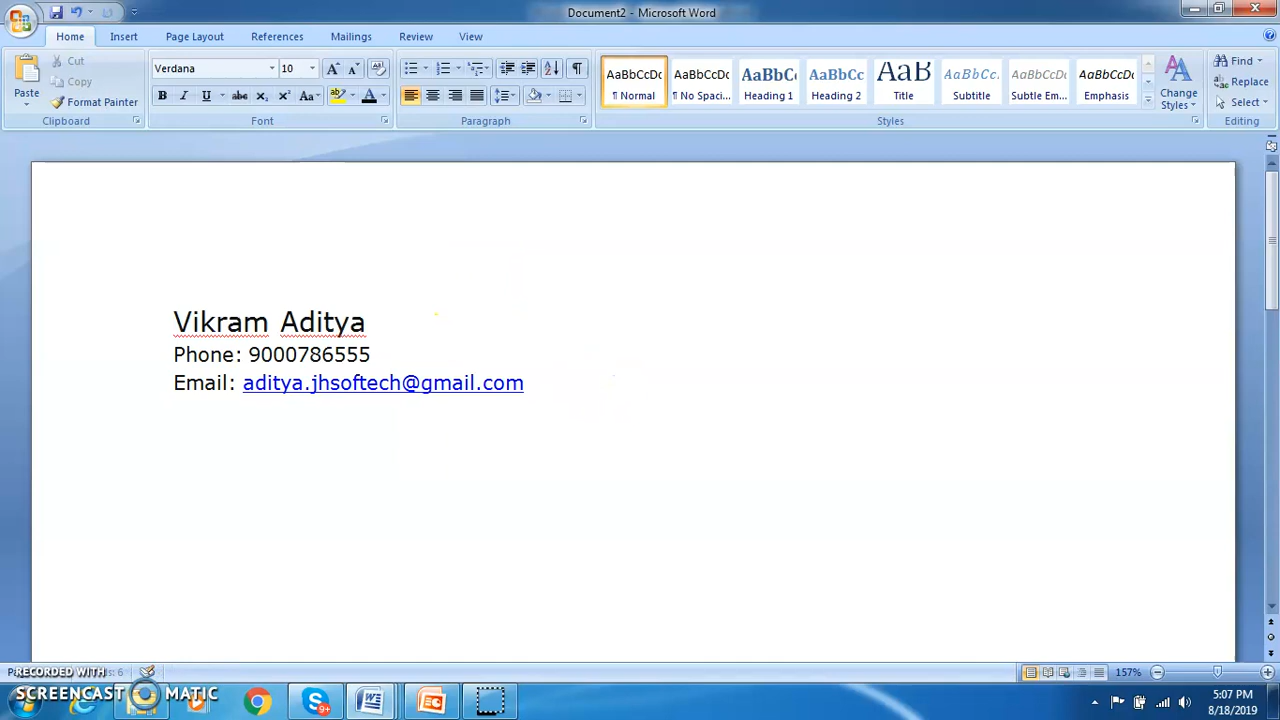 Document2 - Microsoft Word
Home Insert Page Layout References Mailings Review View
Paste
Cut
Copy
Format Painter
Clipboard
Verdana 10
Font
Paragraph
AaBbCcDc AaBbCcDc AaBbC AaBbCc AaB AaBbCc. AaBbCcDc AaBbCcDc
¶ Normal ¶ No Spaci... Heading 1 Heading 2 Title Subtitle Subtle Em... Emphasis
Styles
Change Styles
Find
Replace
Select
Editing
Vikram Aditya
Phone: 9000786555
Email: aditya.jhsoftech@gmail.com
RECORDED WITH
SCREENCAST MATIC
: 6
157%
9+
5:07 PM
8/18/2019